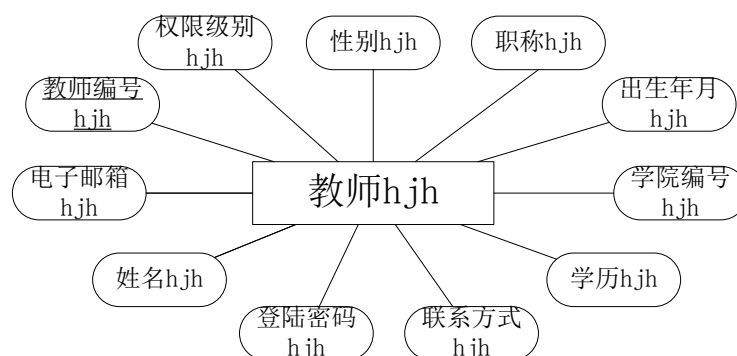 权限级别
hjh
性别hjh
职称hjh
教师编号
hjh
出生年月
hjh
电子邮箱
hjh
教师hjh
学院编号
hjh
姓名hjh
学历hjh
登陆密码
hjh
联系方式
hjh